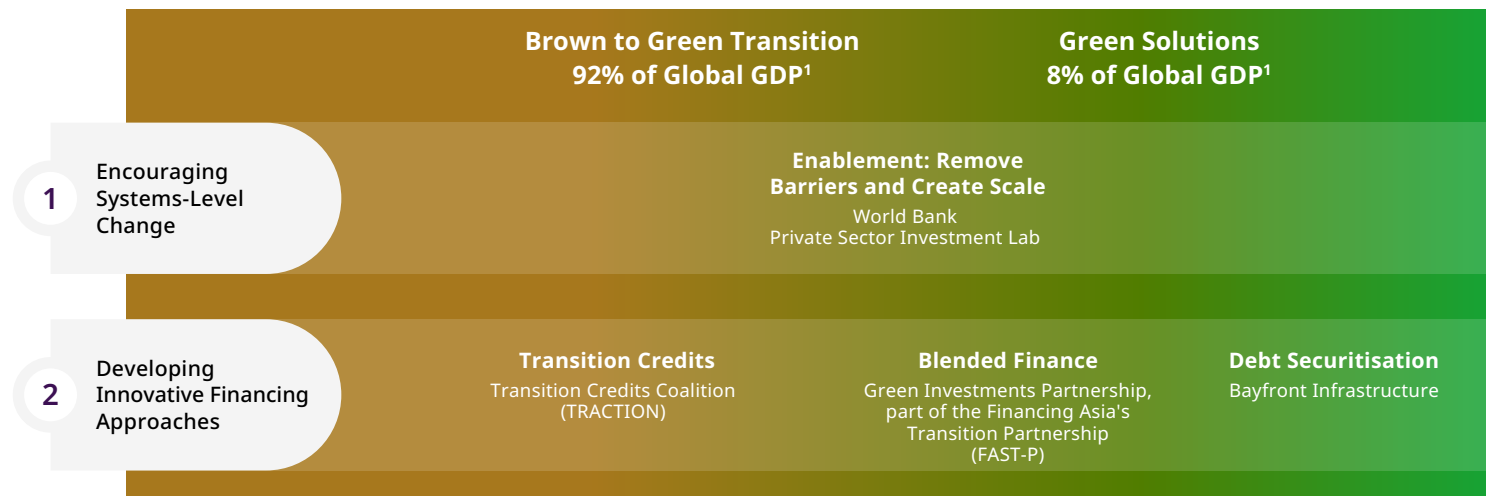 Brown to Green Transition
92% of Global GDP¹
Green Solutions
8% of Global GDP¹
1
Encouraging
Systems-Level
Change
Enablement: Remove
Barriers and Create Scale
World Bank
Private Sector Investment Lab
2
Developing
Innovative Financing
Approaches
Transition Credits
Transition Credits Coalition
(TRACTION)
Blended Finance
Green Investments Partnership,
part of the Financing Asia's
Transition Partnership
(FAST-P)
Debt Securitisation
Bayfront Infrastructure